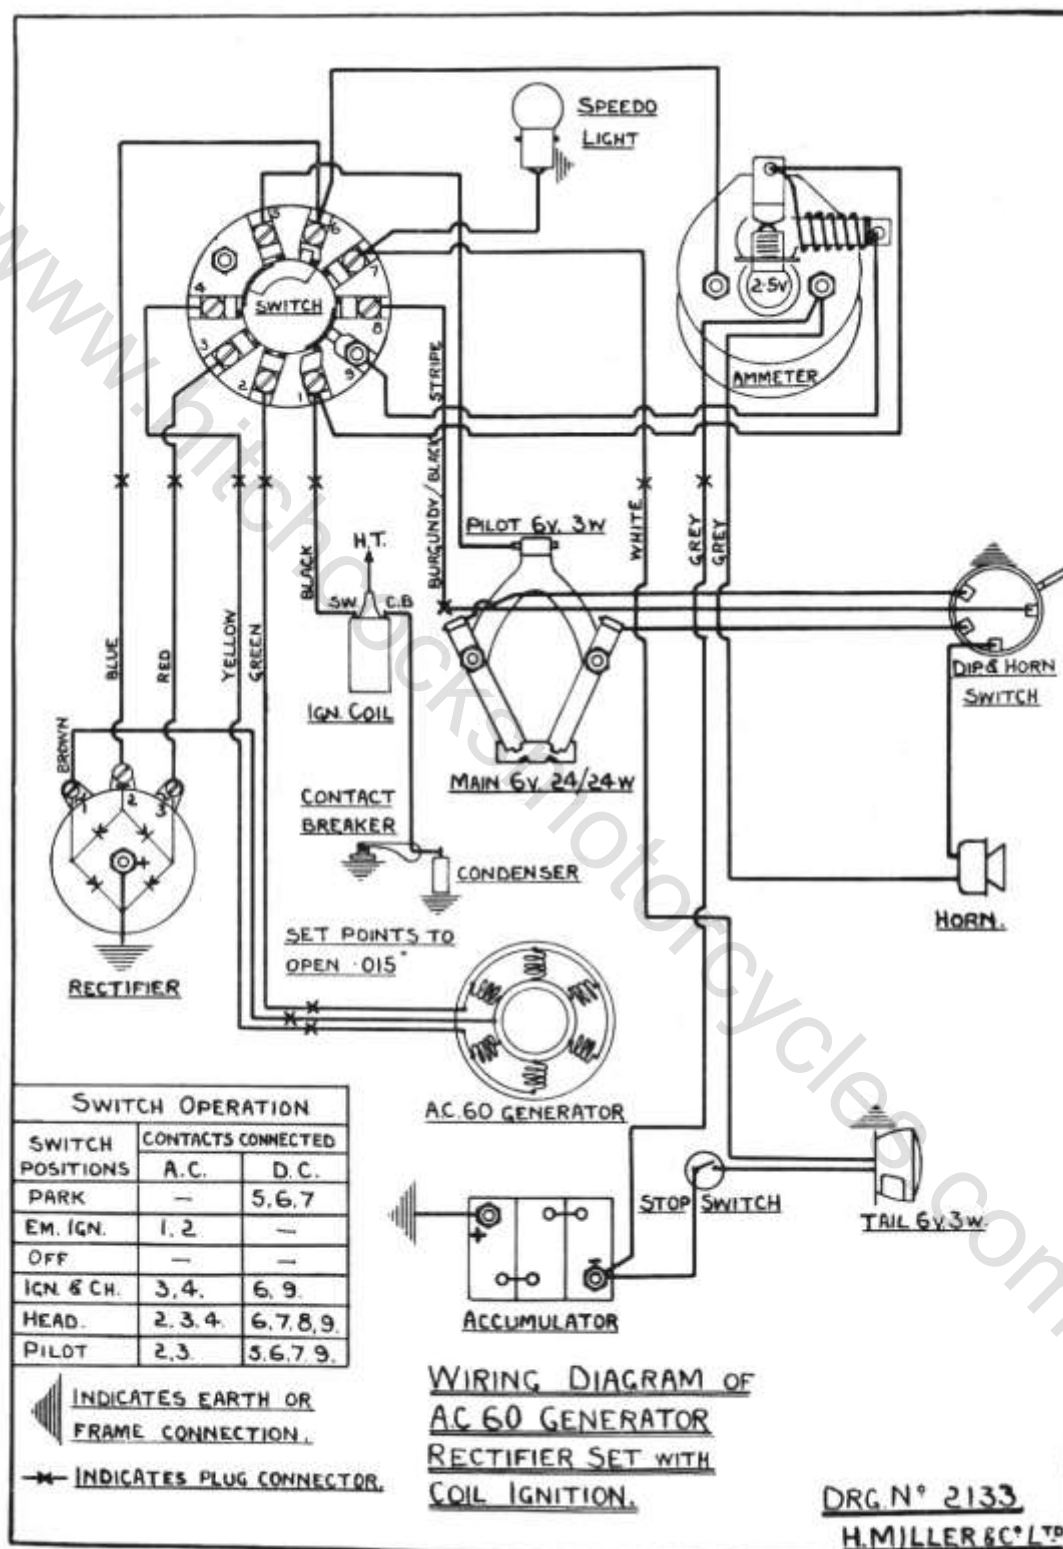 SPEEDO
LIGHT
5
6
7
4
SWITCH
8
3
2
1
9
2·5V
AMMETER
BURGUNDY/BLACK STRIPE
PILOT 6V. 3W
WHITE
GREY
GREY
H.T.
BLACK
SW.
C.B
BLUE
RED
YELLOW
GREEN
IGN. COIL
DIP & HORN
SWITCH
BROWN
MAIN 6V. 24/24W
1
2
3
+
CONTACT
BREAKER
CONDENSER
HORN.
SET POINTS TO
OPEN ·015"
RECTIFIER
A.C. 60 GENERATOR
SWITCH OPERATION
SWITCH POSITIONS CONTACTS CONNECTED
A.C. D.C.
PARK — 5,6,7
EM. IGN. 1,2 —
OFF — —
IGN. & CH. 3,4. 6,9.
HEAD. 2.3.4. 6,7,8,9.
PILOT 2,3. 5.6.7.9.
STOP SWITCH
TAIL 6V.3W.
+
-
ACCUMULATOR
INDICATES EARTH OR
FRAME CONNECTION.
INDICATES PLUG CONNECTOR.
WIRING DIAGRAM OF
A.C 60 GENERATOR
RECTIFIER SET WITH
COIL IGNITION.
DRG. Nº 2133
H. MILLER & Cº LTD
www.hitchcocksmotorcycles.com